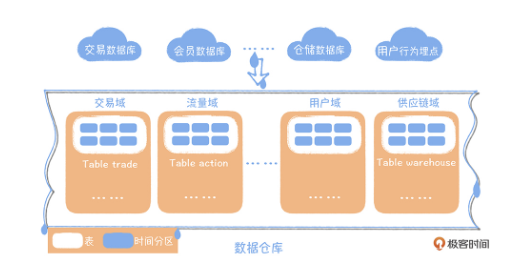 交易数据库
会员数据库
……
仓储数据库
用户行为埋点
交易域
流量域
用户域
供应链域
Table trade
Table action
……
Table warehouse
……
……
……
……
表
时间分区
数据仓库
极客时间